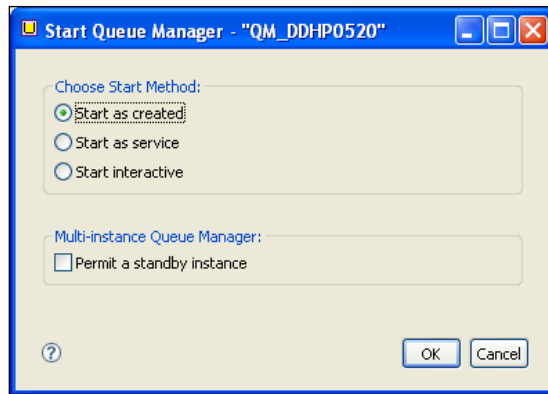 Start Queue Manager - "QM_DDHP0520"
Choose Start Method:
Start as created
Start as service
Start interactive
Multi-instance Queue Manager:
Permit a standby instance
?
OK
Cancel